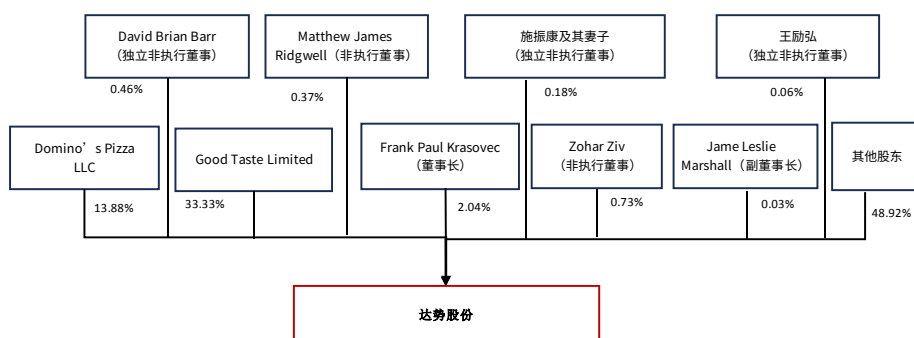 David Brian Barr
（独立非执行董事）
Matthew James
Ridgwell（非执行董事）
施振康及其妻子
（独立非执行董事）
王励弘
（独立非执行董事）
0.46%
0.37%
0.18%
0.06%
Domino’s Pizza
LLC
Good Taste Limited
Frank Paul Krasovec
（董事长）
Zohar Ziv
（非执行董事）
Jame Leslie
Marshall（副董事长）
其他股东
13.88%
33.33%
2.04%
0.73%
0.03%
48.92%
达势股份